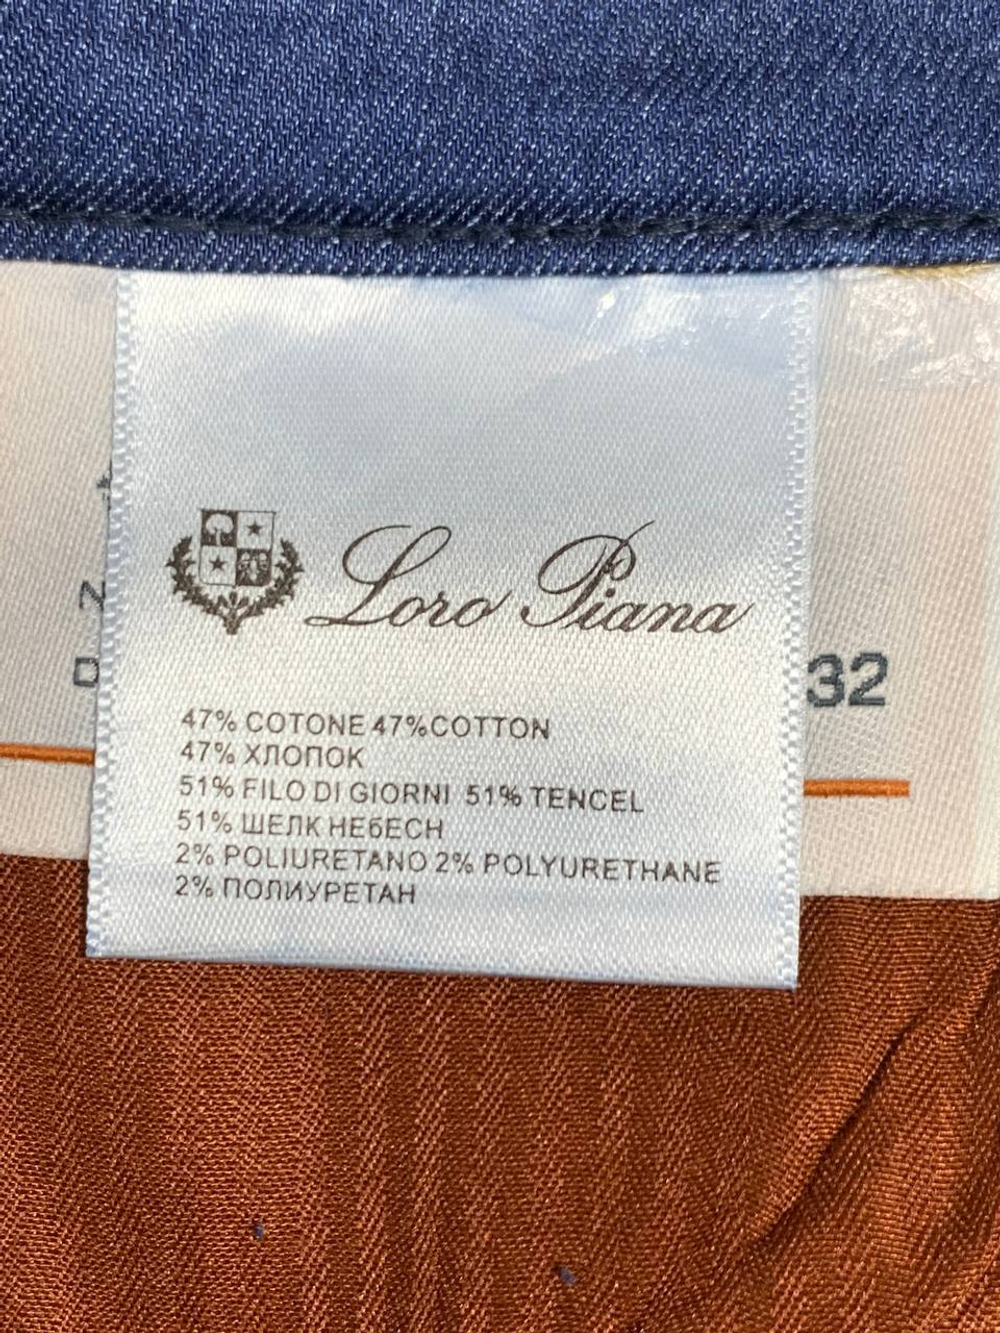 Loro Piana
32
47% COTONE 47%COTTON
47% ХЛОПОК
51% FILO DI GIORNI 51% TENCEL
51% ШЕЛК НЕбЕСН
2% POLIURETANO 2% POLYURETHANE
2% ПОЛИУРЕТАН